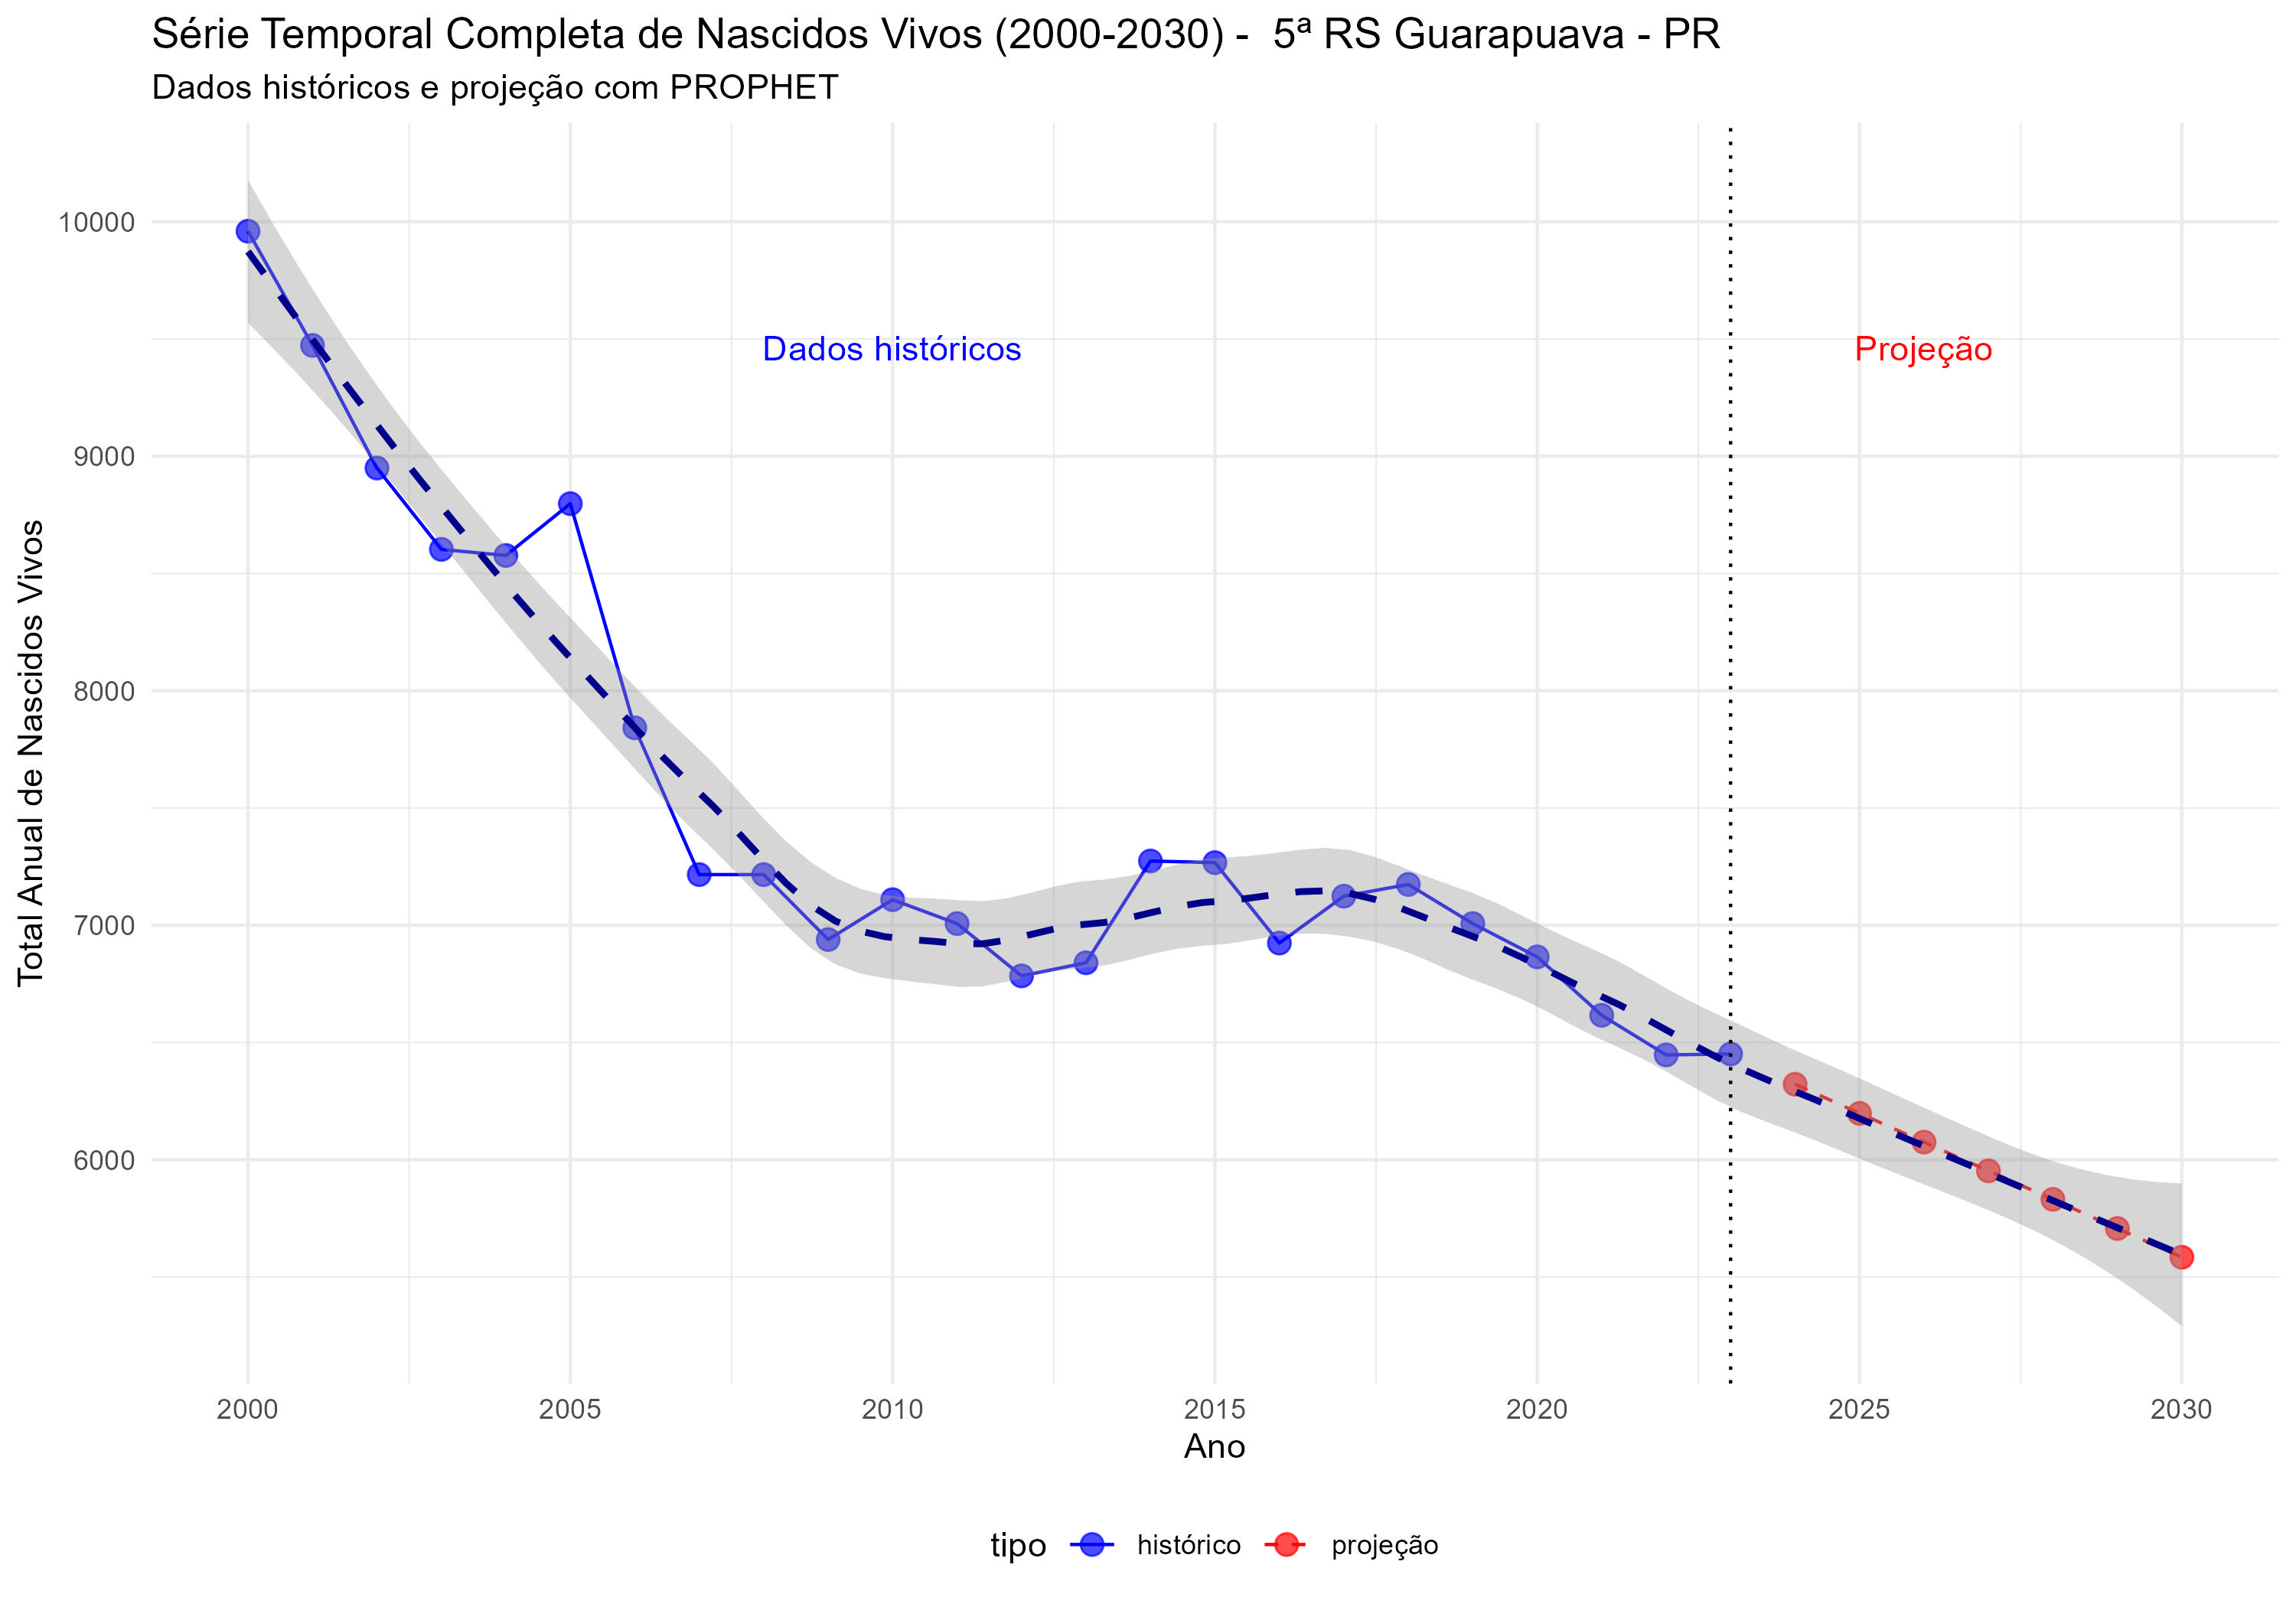 Série Temporal Completa de Nascidos Vivos (2000-2030) -  5ª RS Guarapuava - PR
Dados históricos e projeção com PROPHET
Total Anual de Nascidos Vivos
10000
9000
8000
7000
6000
Dados históricos
Projeção
2000
2005
2010
2015
2020
2025
2030
Ano
tipo
histórico
projeção